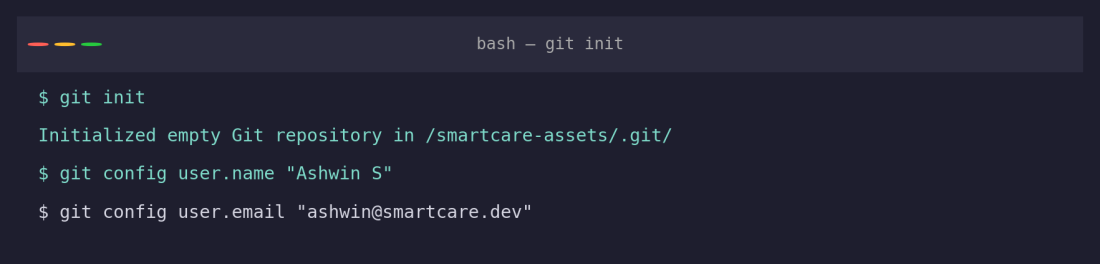 bash — git init
$ git init
Initialized empty Git repository in /smartcare-assets/.git/
$ git config user.name "Ashwin S"
$ git config user.email "ashwin@smartcare.dev"